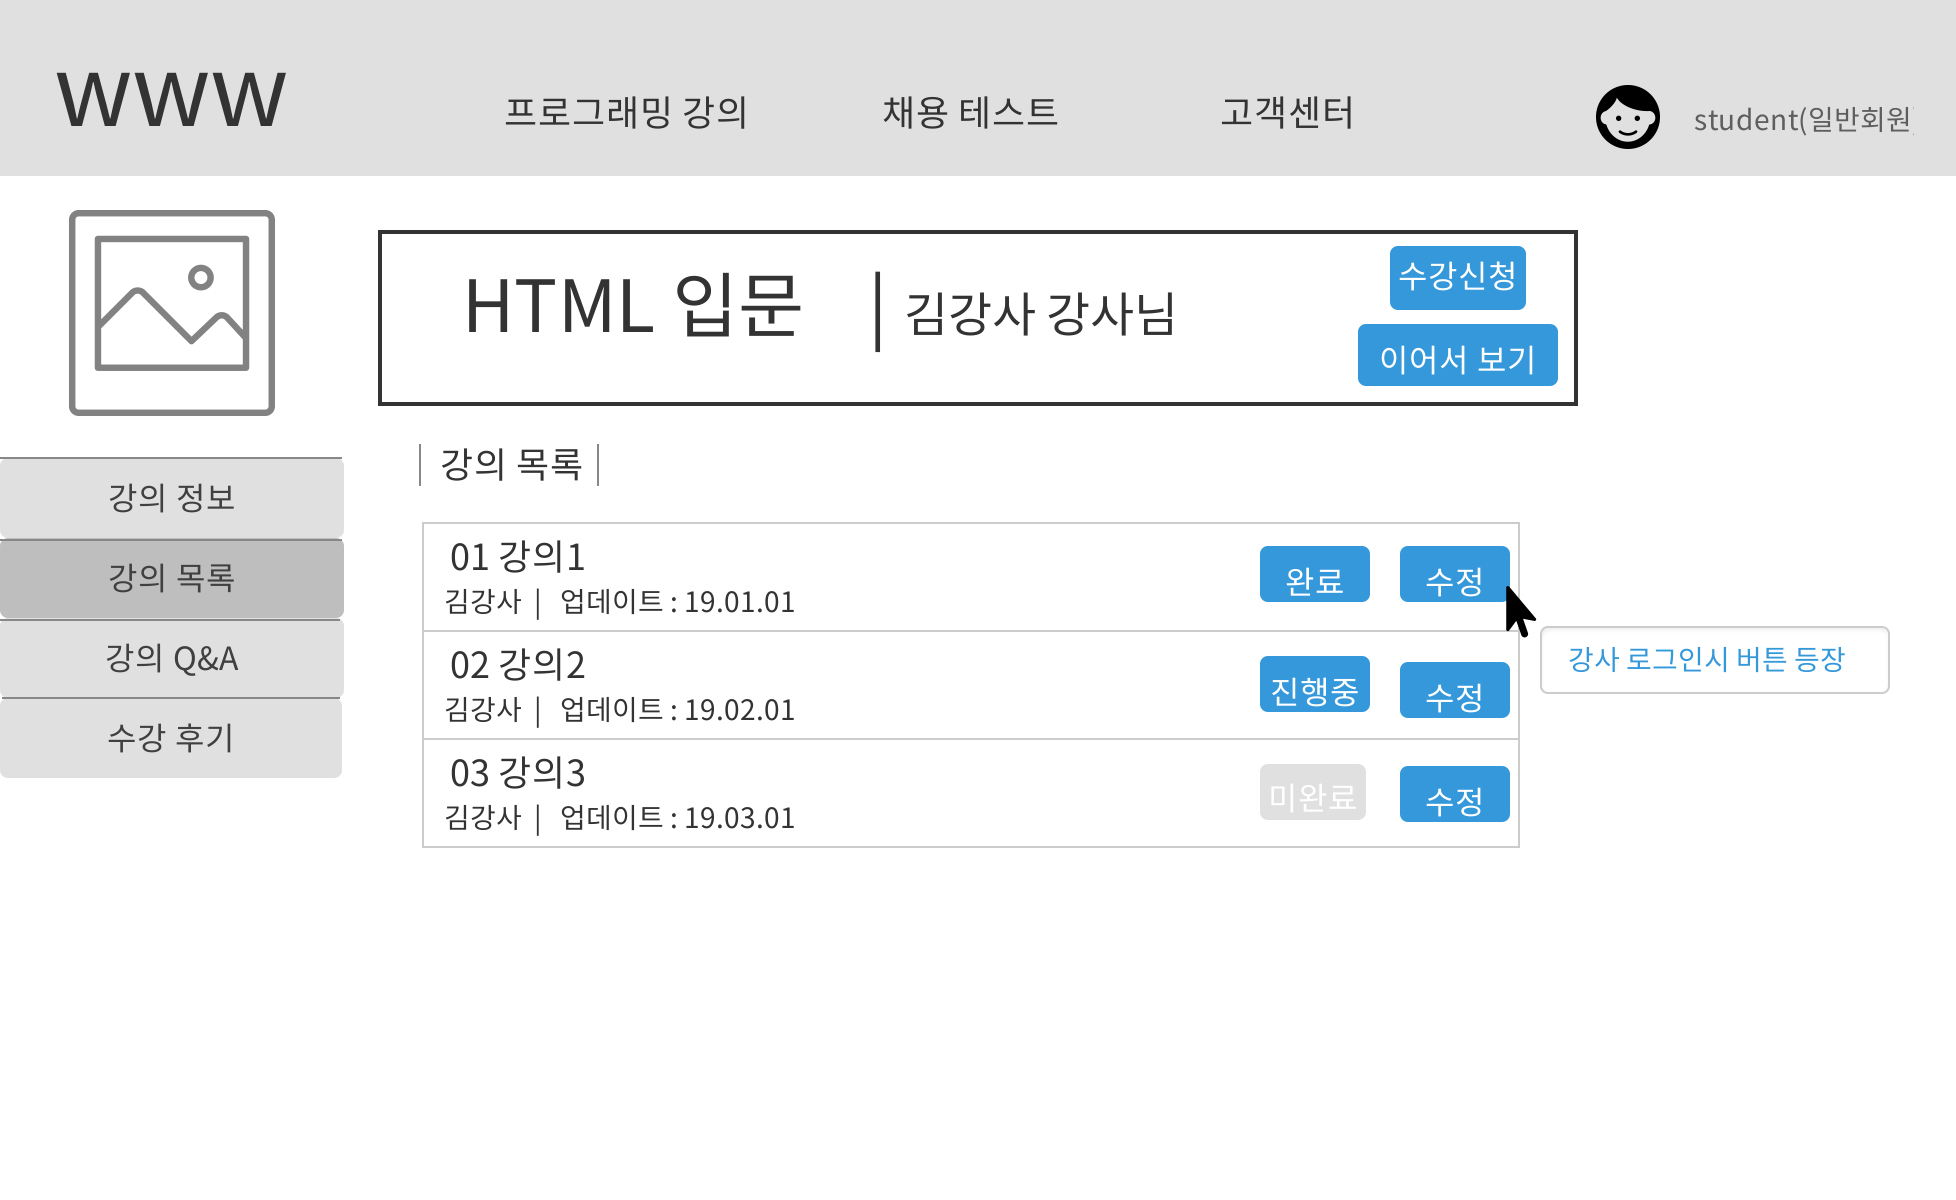 WWW
프로그래밍 강의
채용 테스트
고객센터
student(일반회원)
HTML 입문
김강사 강사님
수강신청
이어서 보기
강의 정보
강의 목록
강의 Q&A
수강 후기
강의 목록
01 강의1
김강사 | 업데이트 : 19.01.01
완료
수정
강사 로그인시 버튼 등장
02 강의2
김강사 | 업데이트 : 19.02.01
진행중
수정
03 강의3
김강사 | 업데이트 : 19.03.01
미완료
수정